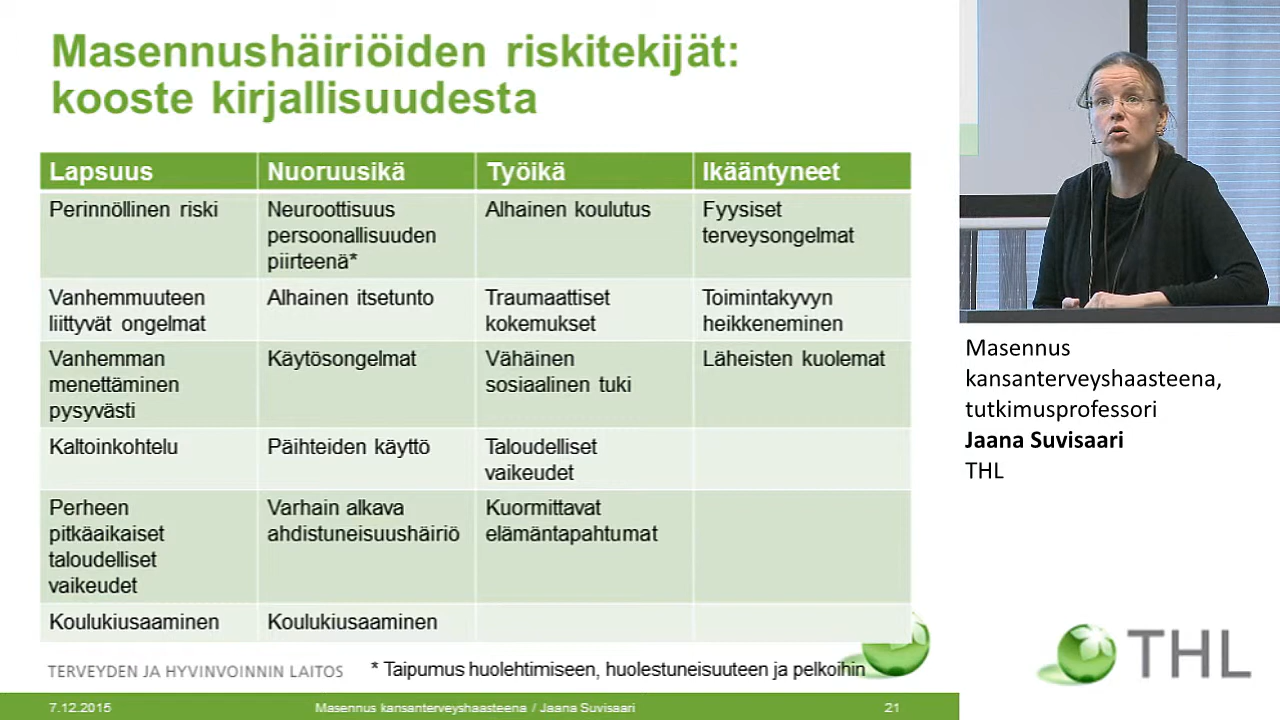 Masennushäiriöiden riskitekijät:
kooste kirjallisuudesta
Lapsuus Nuoruusikä Työikä Ikääntyneet
Perinnöllinen riski
Neuroottisuus
persoonallisuuden
piirteenä*
Alhainen koulutus
Fyysiset
terveysongelmat
Vanhemmuuteen
liittyvät ongelmat
Alhainen itsetunto
Traumaattiset
kokemukset
Toimintakyvyn
heikkeneminen
Vanhemman
menettäminen
pysyvästi
Käytösongelmat
Vähäinen
sosiaalinen tuki
Läheisten kuolemat
Kaltoinkohtelu
Päihteiden käyttö
Taloudelliset
vaikeudet
Perheen
pitkäaikaiset
taloudelliset
vaikeudet
Varhain alkava
ahdistuneisuushäiriö
Kuormittavat
elämäntapahtumat
Koulukiusaaminen
Koulukiusaaminen
TERVEYDEN JA HYVINVOINNIN LAITOS
* Taipumus huolehtimiseen, huolestuneisuuteen ja pelkoihin
7.12.2015
Masennus kansanterveyshaasteena / Jaana Suvisaari
21
Masennus
kansanterveyshaasteena,
tutkimusprofessori
Jaana Suvisaari
THL
THL